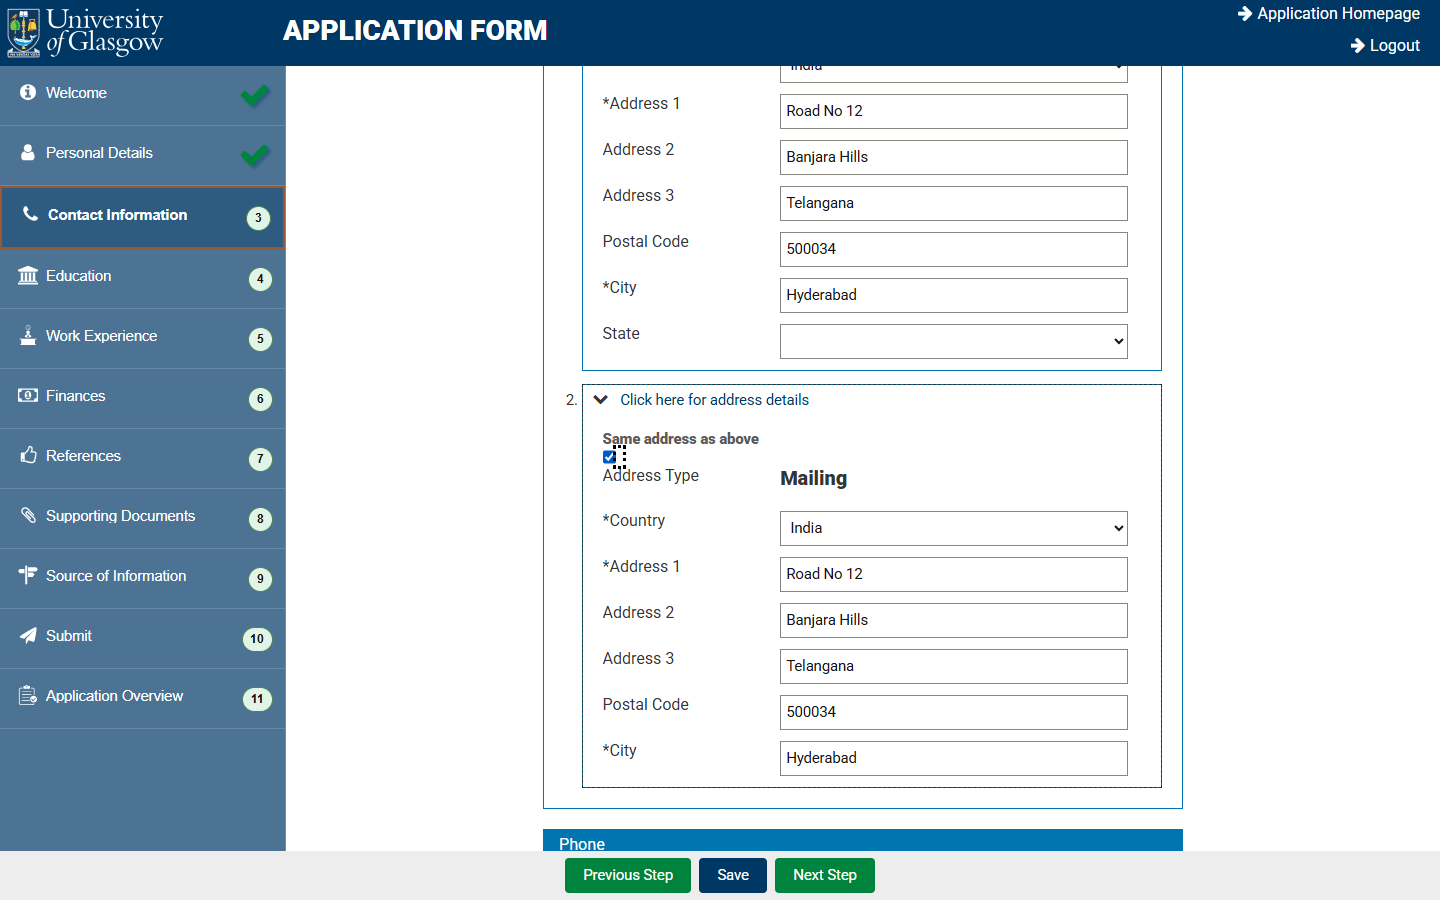 University
of Glasgow
APPLICATION FORM
Application Homepage
Logout
Welcome
Personal Details
Contact Information 3
Education 4
Work Experience 5
Finances 6
References 7
Supporting Documents 8
Source of Information 9
Submit 10
Application Overview 11
India
*Address 1 Road No 12
Address 2 Banjara Hills
Address 3 Telangana
Postal Code 500034
*City Hyderabad
State
2. Click here for address details
Same address as above
Address Type Mailing
*Country India
*Address 1 Road No 12
Address 2 Banjara Hills
Address 3 Telangana
Postal Code 500034
*City Hyderabad
Phone
Previous Step Save Next Step